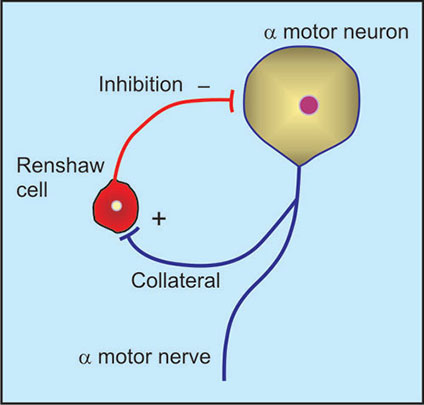 α motor neuron
Inhibition –
Renshaw
cell
+
Collateral
α motor nerve